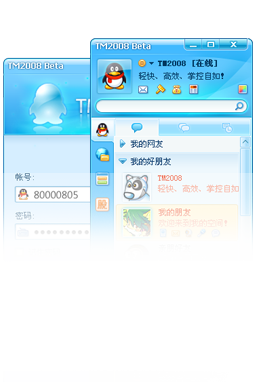 TM2008 Beta
TM2008 [在线]
轻快、高效、掌控自如!
TM2008 Beta
TM
我的网友
我的好朋友
TM2008
轻快、高效、掌控自如
我的朋友
帐号:
80000805
密码: